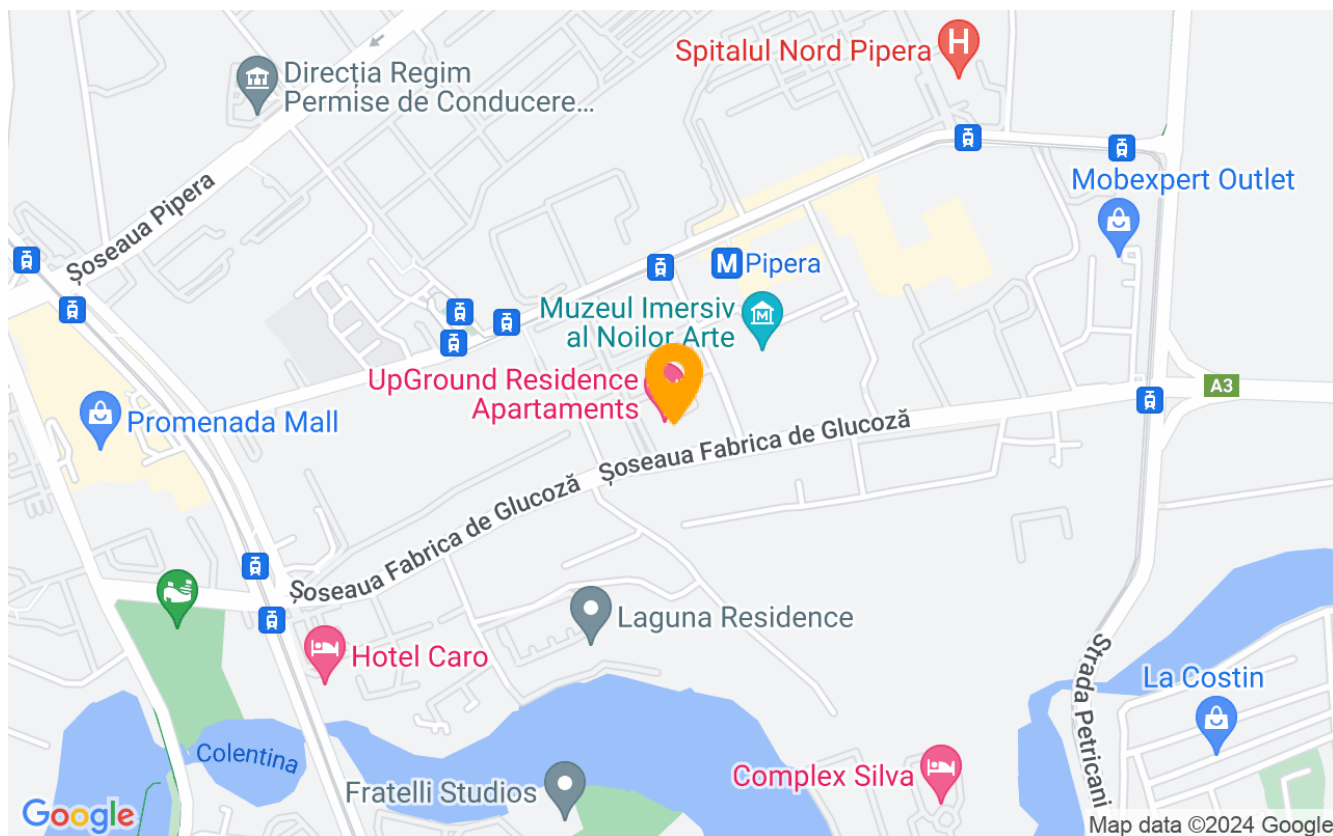 Spitalul Nord Pipera
H
Direcția Regim
Permise de Conducere...
Mobexpert Outlet
Șoseaua Pipera
M Pipera
Muzeul Imersiv
al Noilor Arte
M
UpGround Residence
Apartaments
A3
Promenada Mall
Șoseaua Fabrica de Glucoză
Șoseaua Fabrica de Glucoză
Laguna Residence
Hotel Caro
Strada Petricani
La Costin
Colentina
Complex Silva
Fratelli Studios
Google
Map data ©2024 Google